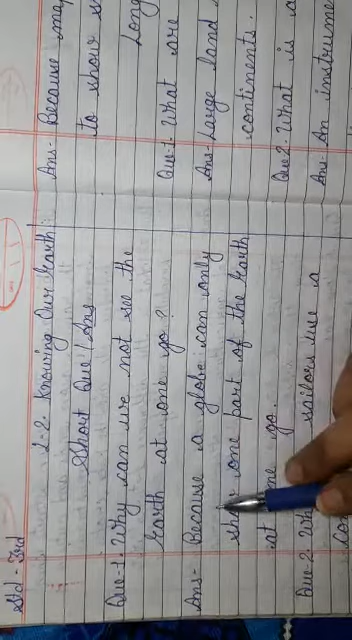 Std - 3rd
L-2. Knowing Our Earth:
Short Que/Ans
Que-1. Why can we not see the
Earth at one go?
Ans- Because a globe can only
show one part of the Earth
at one go.
Que-2 sailors use a
Ans- Because
to show
Long
Que-1. What are
Ans- Large land
continents.
Que 2. What is a
Ans- An instrume